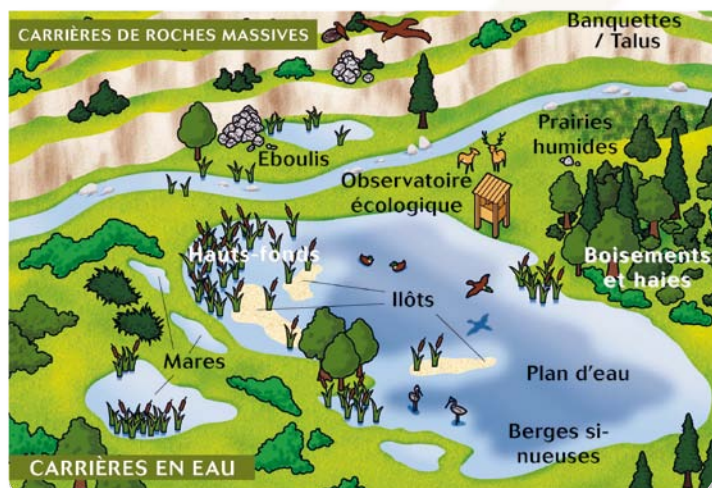 CARRIÈRES DE ROCHES MASSIVES
Banquettes
/ Talus
Eboulis
Prairies
humides
Observatoire
écologique
Hauts-fonds
Boisements
et haies
Ilôts
Mares
Plan d'eau
Berges si-
nueuses
CARRIÈRES EN EAU